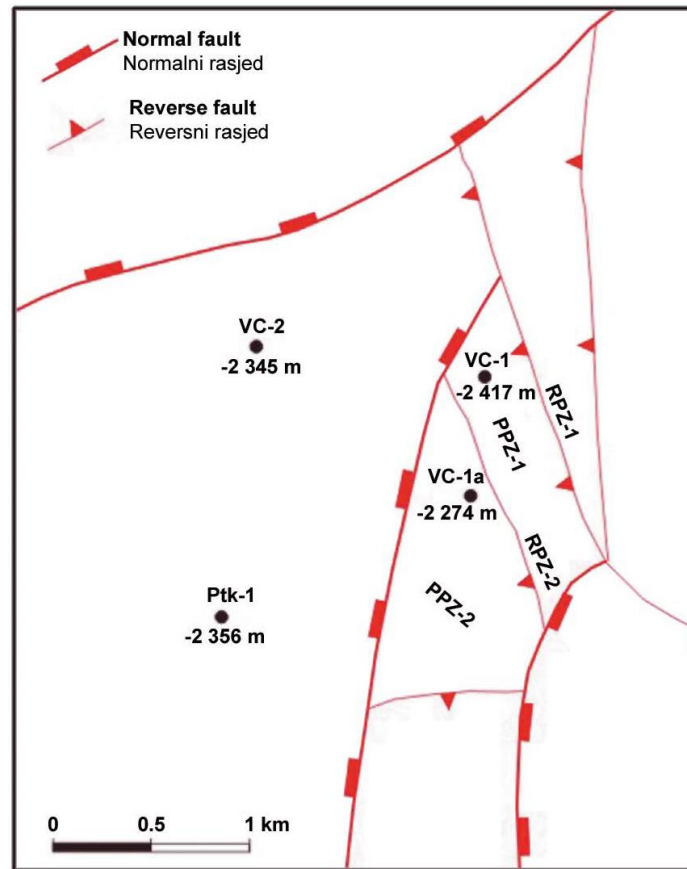 Normal fault
Normalni rasjed
Reverse fault
Reversni rasjed
VC-2
-2 345 m
VC-1
-2 417 m
RPZ-1
PPZ-1
VC-1a
-2 274 m
RPZ-2
PPZ-2
Ptk-1
-2 356 m
0 0.5 1 km